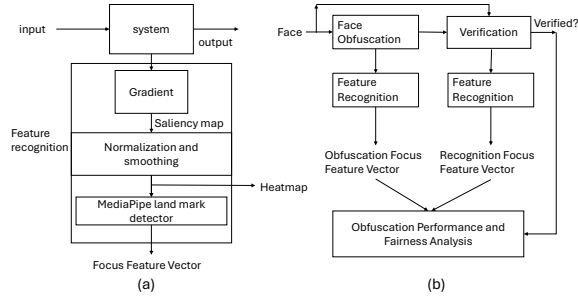 input
system
output
Gradient
Saliency map
Feature
recognition
Normalization and
smoothing
Heatmap
MediaPipe land mark
detector
Focus Feature Vector
(a)
Face
Face
Obfuscation
Verification
Verified?
Feature
Recognition
Feature
Recognition
Obfuscation Focus
Feature Vector
Recognition Focus
Feature Vector
Obfuscation Performance and
Fairness Analysis
(b)